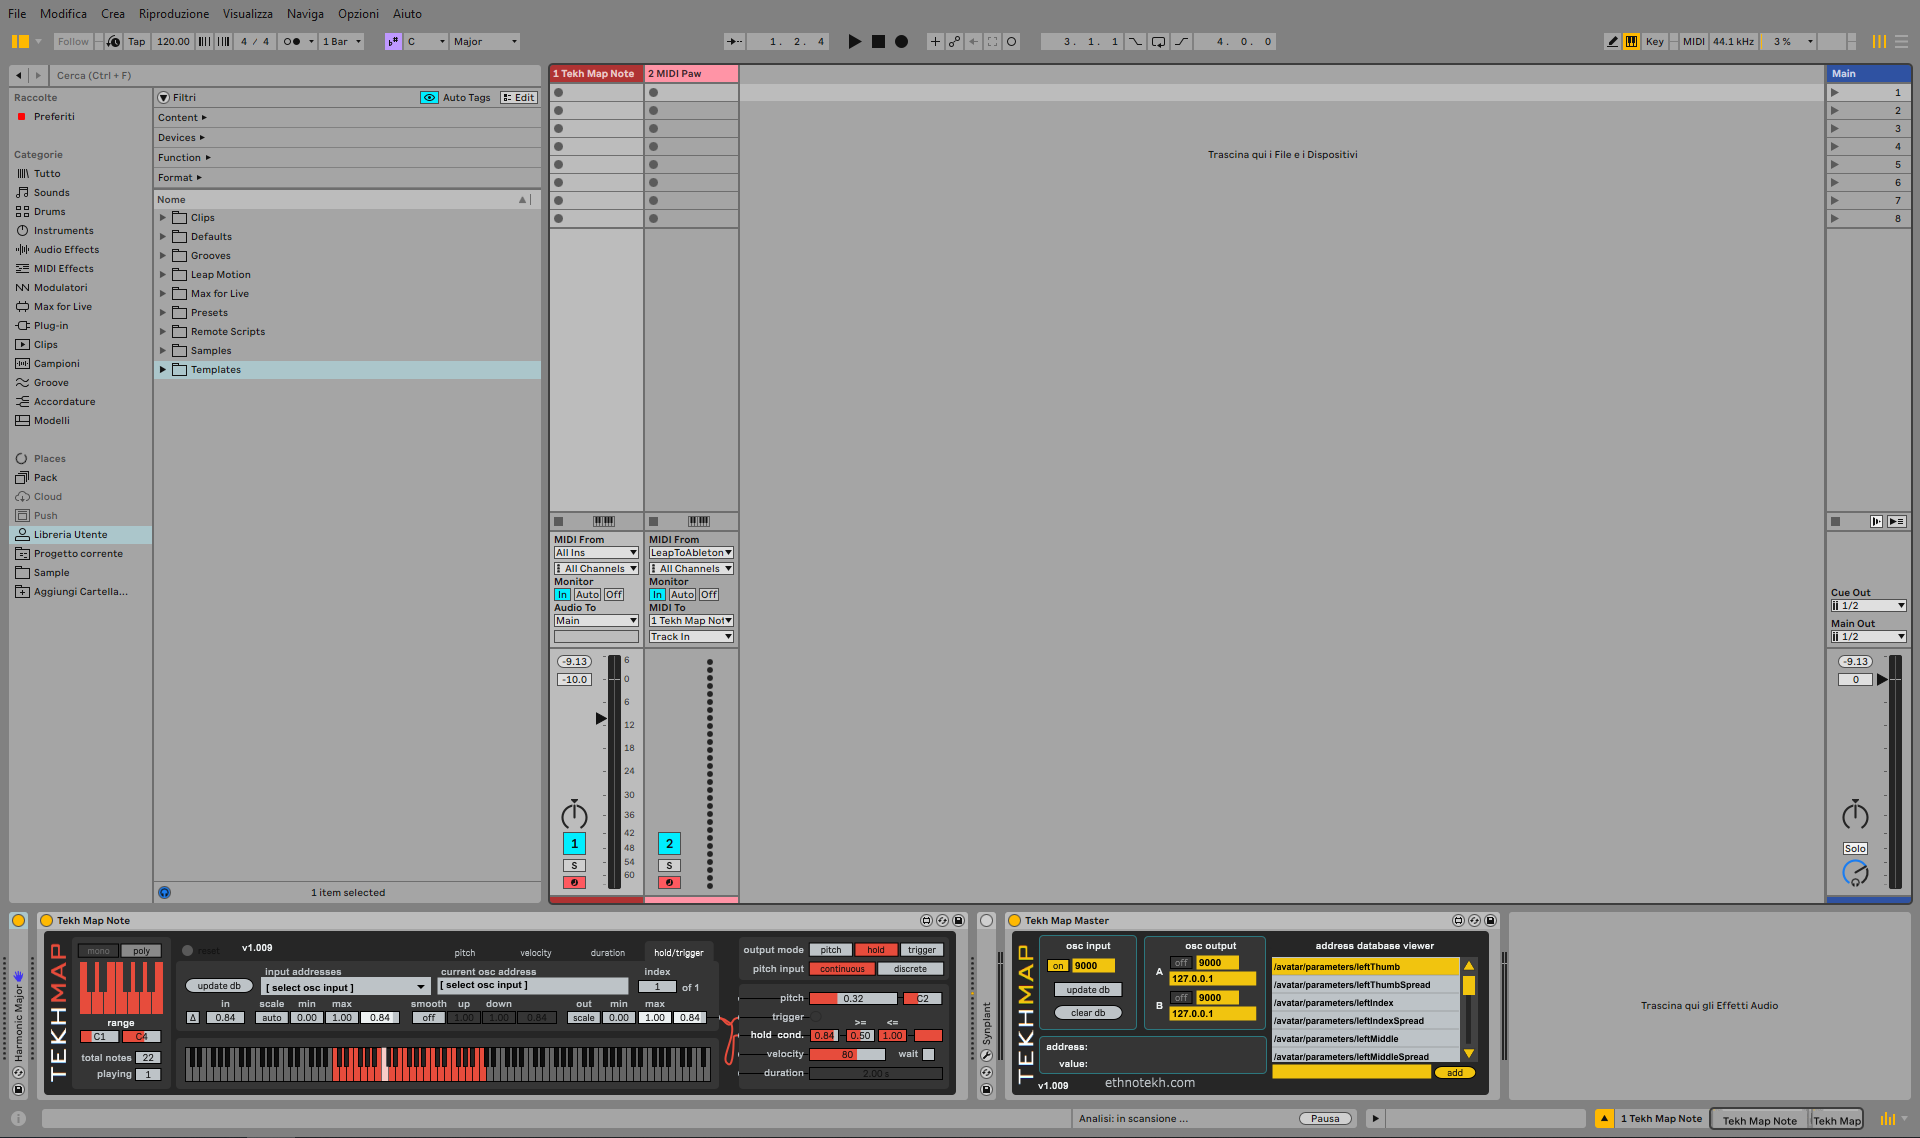 File Modifica Crea Riproduzione Visualizza Naviga Opzioni Aiuto
Follow Tap 120.00 4 / 4 1 Bar C Major 1. 2. 4 3. 1. 1 4. 0. 0 Key MIDI 44.1 kHz 3 %
Cerca (Ctrl + F)
Raccolte
Preferiti
Categorie
Tutto
Sounds
Drums
Instruments
Audio Effects
MIDI Effects
Modulatori
Max for Live
Plug-in
Clips
Campioni
Groove
Accordature
Modelli
Places
Pack
Cloud
Push
Libreria Utente
Progetto corrente
Sample
Aggiungi Cartella...
Filtri Auto Tags Edit
Content
Devices
Function
Format
Nome
Clips
Defaults
Grooves
Leap Motion
Max for Live
Presets
Remote Scripts
Samples
Templates
1 item selected
1 Tekh Map Note 2 MIDI Paw
Trascina qui i File e i Dispositivi
Main
1
2
3
4
5
6
7
8
MIDI From
All Ins
All Channels
Monitor
In Auto Off
Audio To
Main
MIDI From
LeapToAbleton
All Channels
Monitor
In Auto Off
MIDI To
1 Tekh Map Not
Track In
Cue Out
1/2
Main Out
1/2
-9.13
-10.0
6
0
6
12
18
24
30
36
42
48
54
60
1
S
2
S
-9.13
0
Solo
Harmonic Major
Tekh Map Note
TEKHMAP
mono poly
range
C1 C4
total notes 22
playing 1
reset v1.009
pitch velocity duration hold/trigger
input addresses current osc address index
update db [ select osc input ] [ select osc input ] 1 of 1
in scale min max smooth up down out min max
Δ 0.84 auto 0.00 1.00 0.84 off 1.00 1.00 0.84 scale 0.00 1.00 0.84
output mode pitch hold trigger
pitch input continuous discrete
pitch 0.32 C2
trigger >= <=
hold cond. 0.84 0.50 1.00
velocity 80 wait
duration 2.00 s
Synplant
Tekh Map Master
TEKHMAP
osc input
on 9000
update db
clear db
osc output
A off 9000
127.0.0.1
B off 9000
127.0.0.1
address:
value:
v1.009 ethnotekh.com
address database viewer
/avatar/parameters/leftThumb
/avatar/parameters/leftThumbSpread
/avatar/parameters/leftIndex
/avatar/parameters/leftIndexSpread
/avatar/parameters/leftMiddle
/avatar/parameters/leftMiddleSpread
add
Trascina qui gli Effetti Audio
Analisi: in scansione ... Pausa 1 Tekh Map Note Tekh Map Note Tekh Map